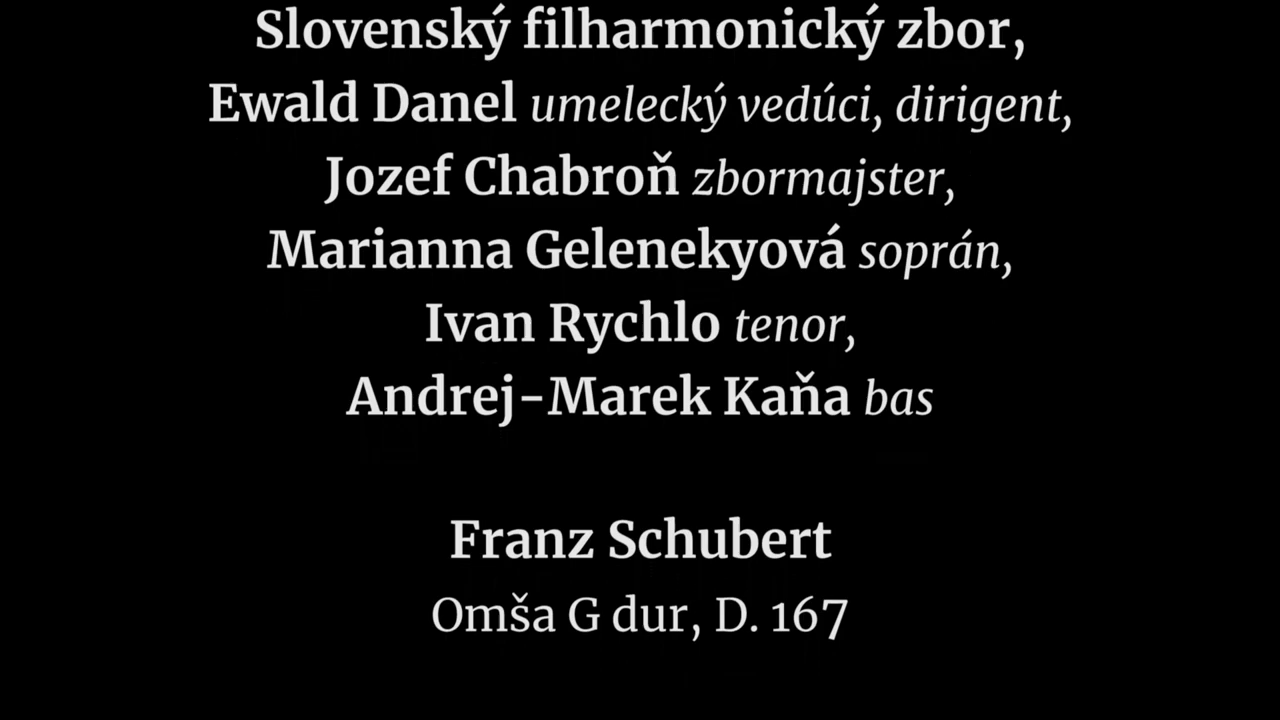 Slovenský filharmonický zbor,
Ewald Danel umelecký vedúci, dirigent,
Jozef Chabroň zbormajster,
Marianna Gelenekyová soprán,
Ivan Rychlo tenor,
Andrej-Marek Kaňa bas
Franz Schubert
Omša G dur, D. 167